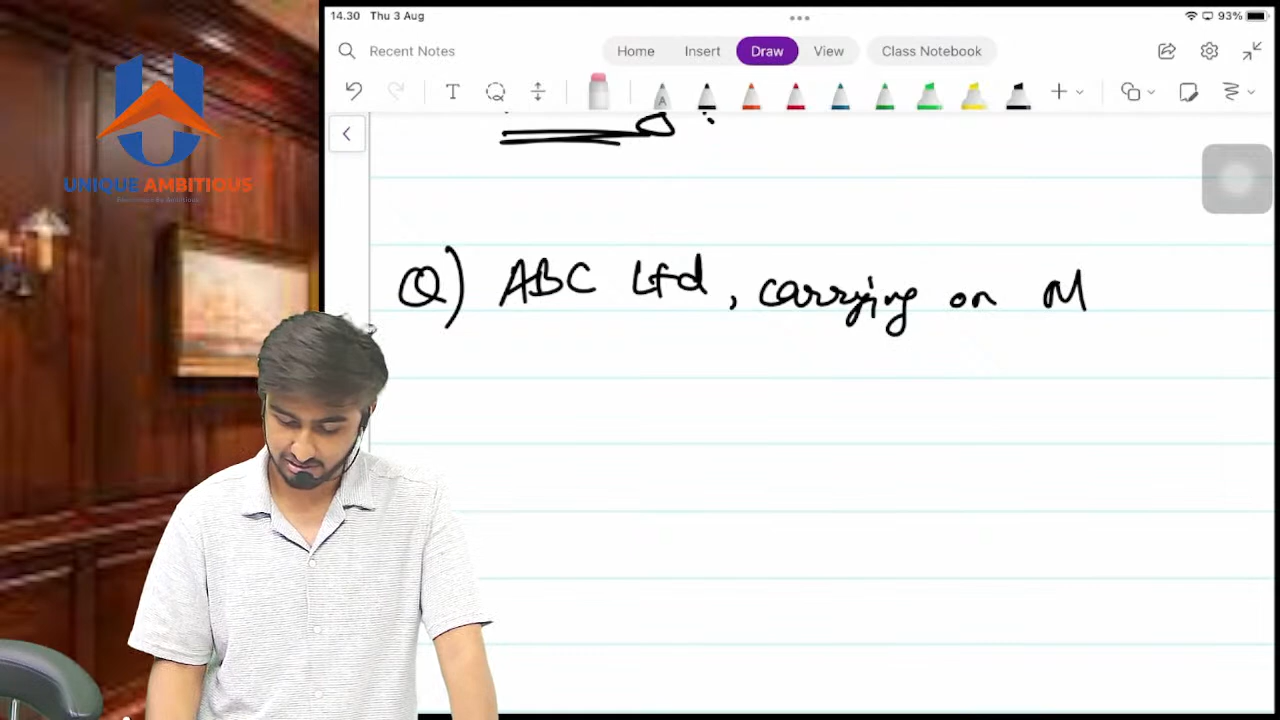 14.30 Thu 3 Aug
93%
Recent Notes
Home Insert Draw View Class Notebook
T
A
UNIQUE AMBITIOUS
Q) ABC Ltd, carrying on M